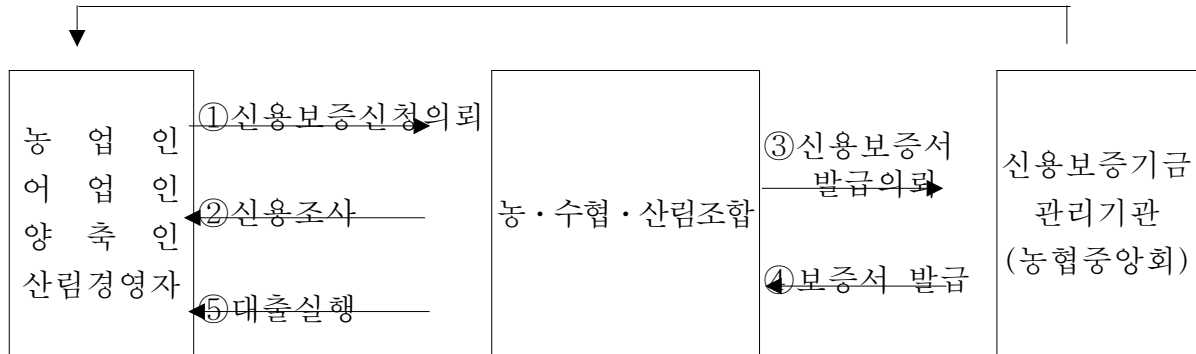 농 업 인
어 업 인
양 축 인
산림경영자
①신용보증신청의뢰
②신용조사
⑤대출실행
농·수협·산림조합
③신용보증서
발급의뢰
④보증서 발급
신용보증기금
관리기관
(농협중앙회)